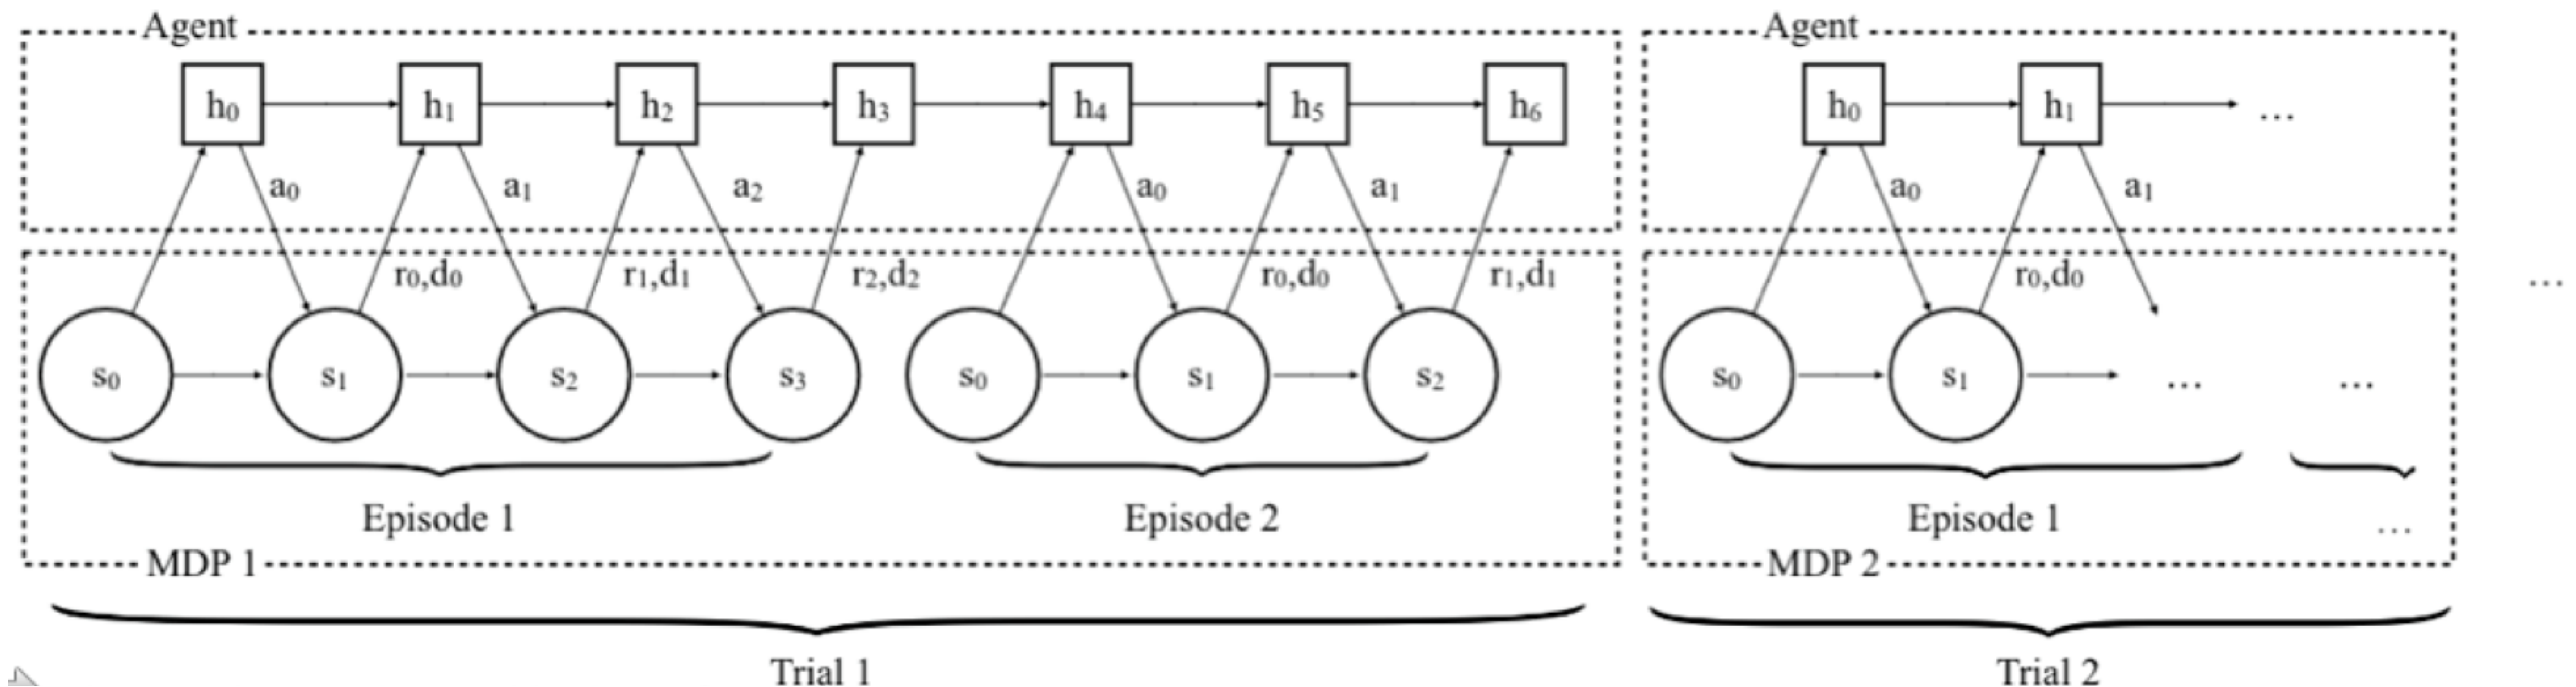 Agent Agent
h₀ h₁ h₂ h₃ h₄ h₅ h₆ h₀ h₁ ...
a₀ a₁ a₂ a₀ a₁ a₀ a₁
r₀,d₀ r₁,d₁ r₂,d₂ r₀,d₀ r₁,d₁ r₀,d₀ ...
s₀ s₁ s₂ s₃ s₀ s₁ s₂ s₀ s₁ ... ...
Episode 1 Episode 2 Episode 1 ...
MDP 1 MDP 2
Trial 1 Trial 2